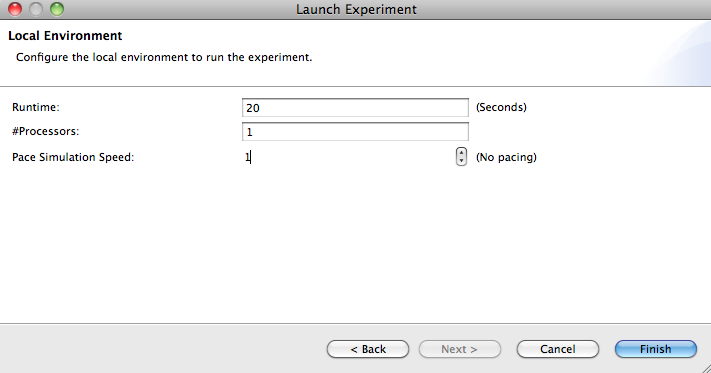 Launch Experiment
Local Environment
Configure the local environment to run the experiment.
Runtime: 20 (Seconds)
#Processors: 1
Pace Simulation Speed: 1 (No pacing)
< Back Next > Cancel Finish